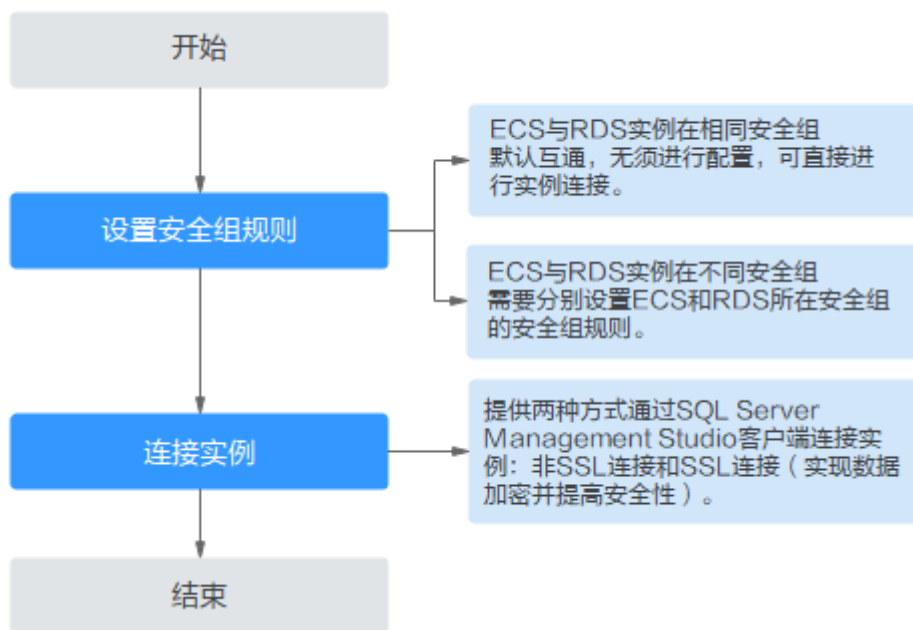 开始
ECS与RDS实例在相同安全组
默认互通，无须进行配置，可直接进
行实例连接。
设置安全组规则
ECS与RDS实例在不同安全组
需要分别设置ECS和RDS所在安全组
的安全组规则。
提供两种方式通过SQL Server
Management Studio客户端连接实
例：非SSL连接和SSL连接（实现数据
加密并提高安全性）。
连接实例
结束